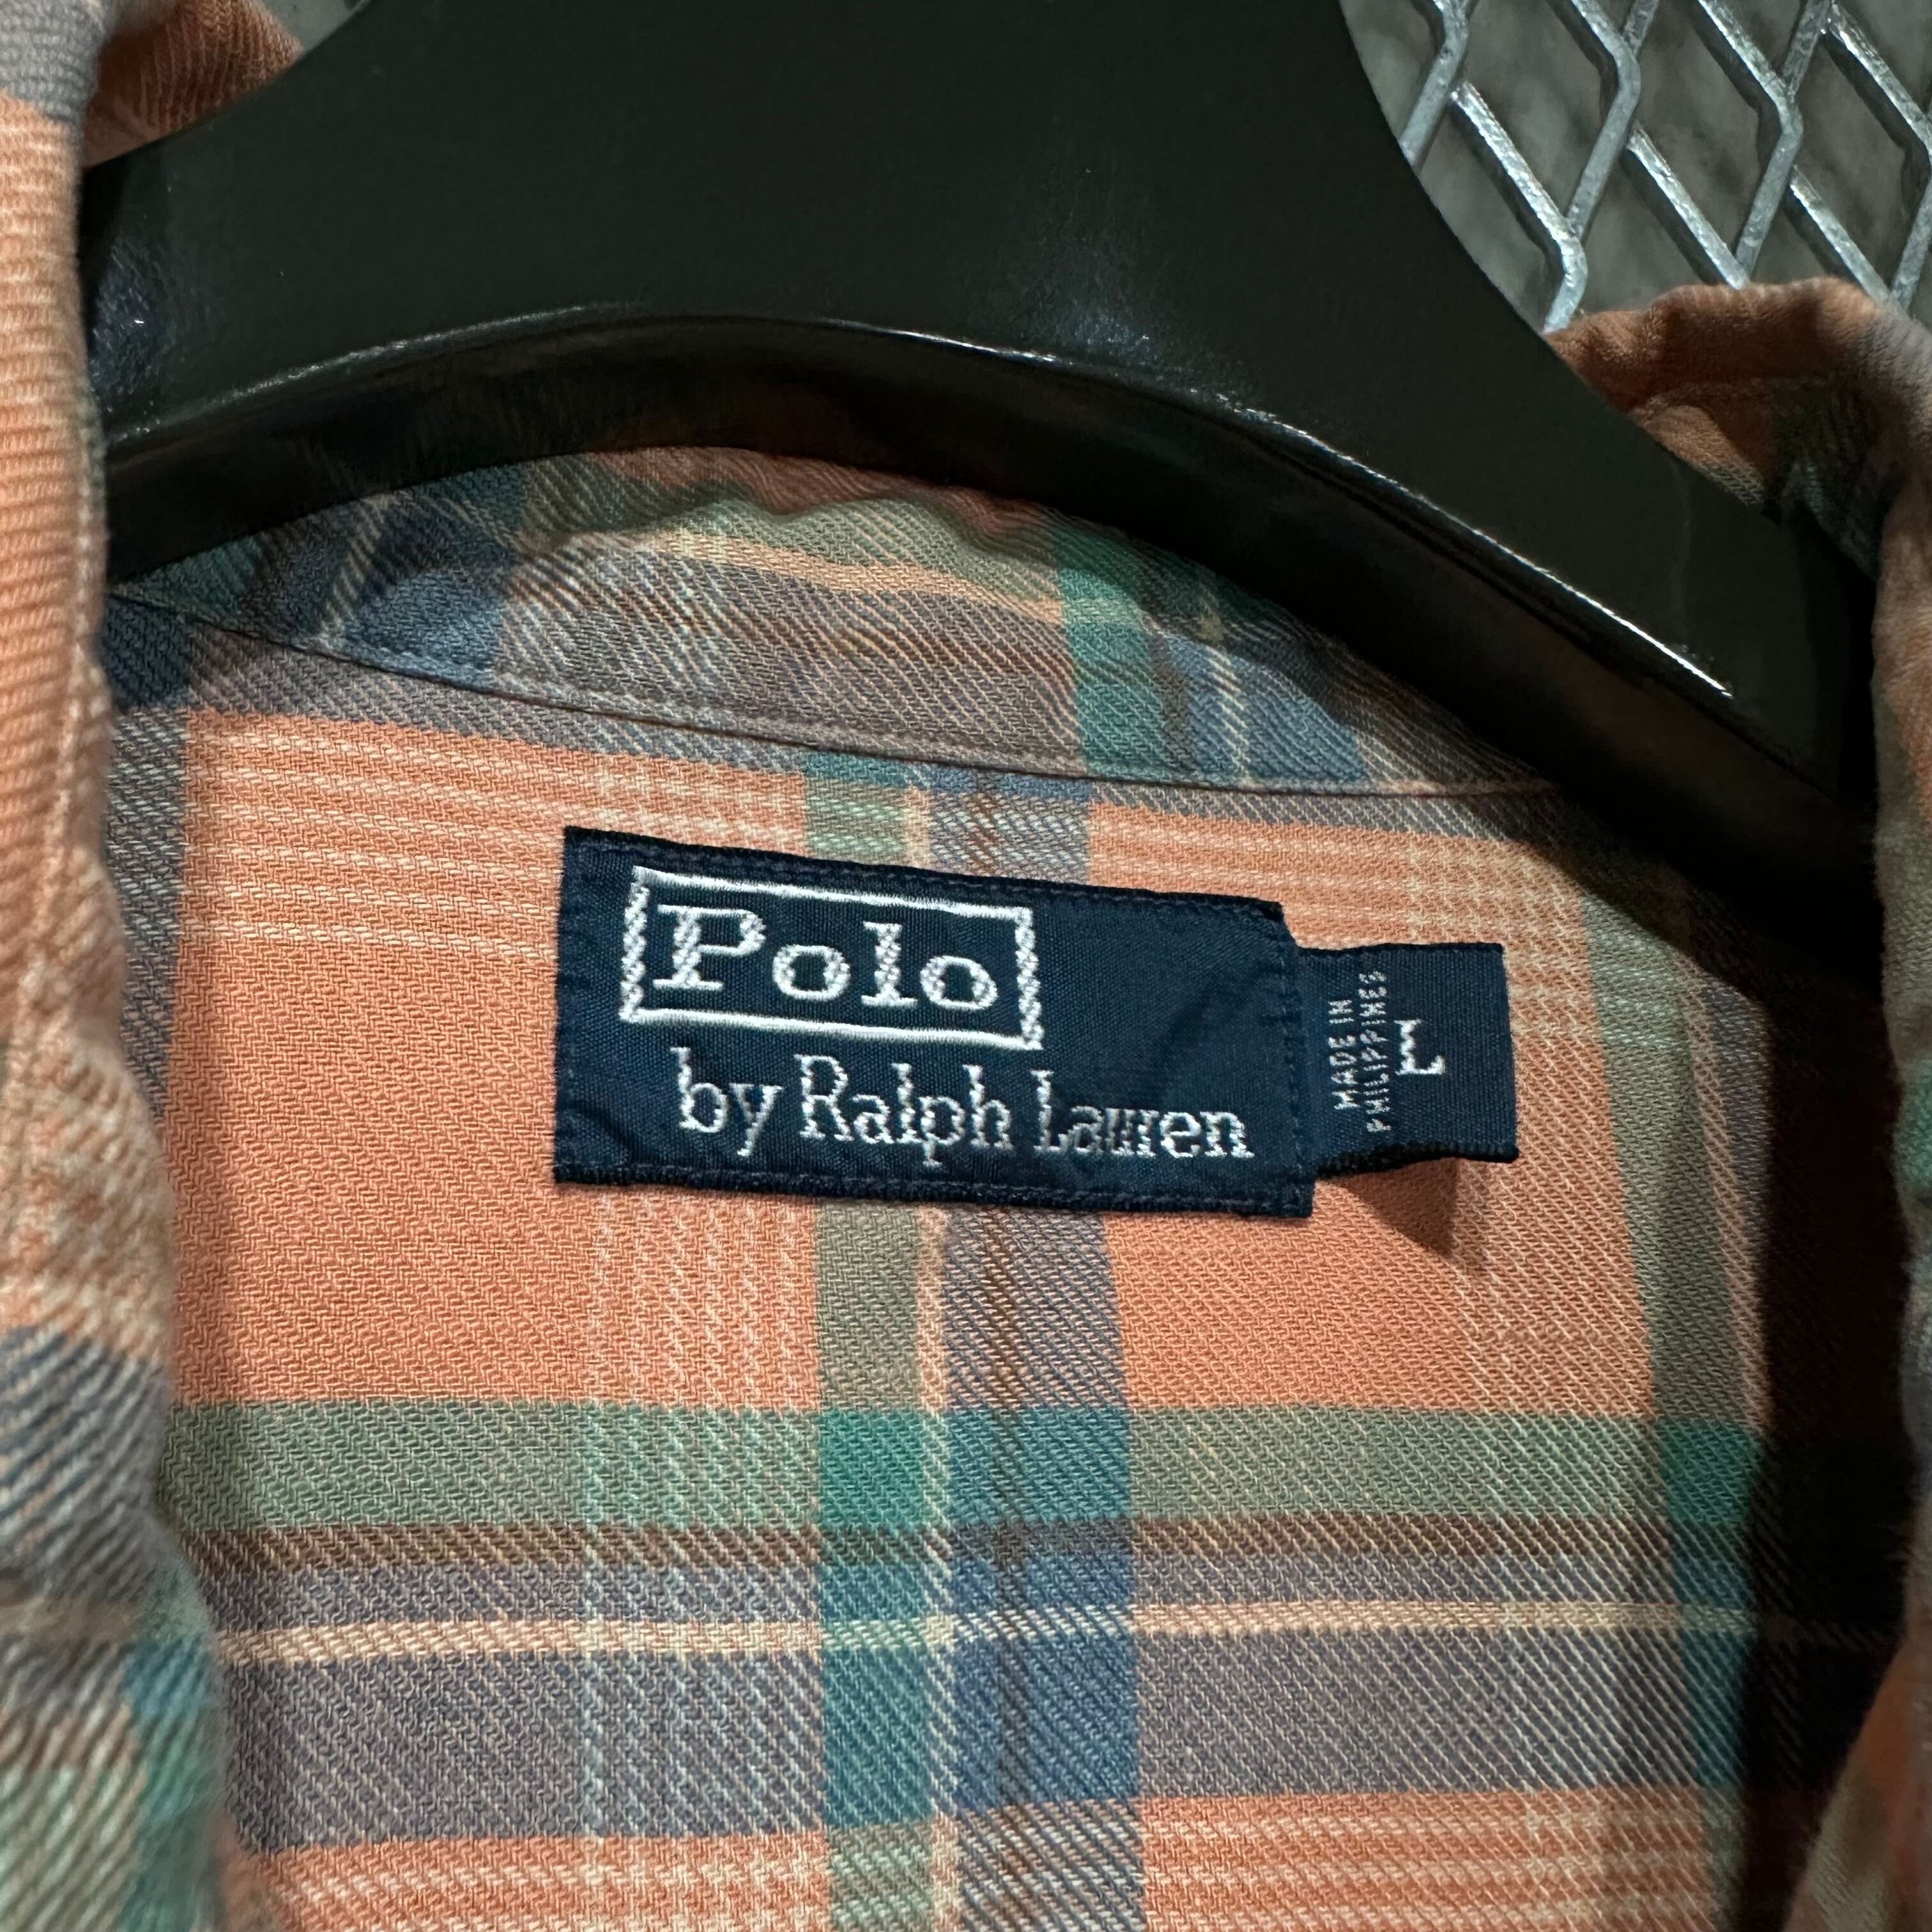 Polo
by Ralph Lauren
MADE IN
PHILIPPINES
L